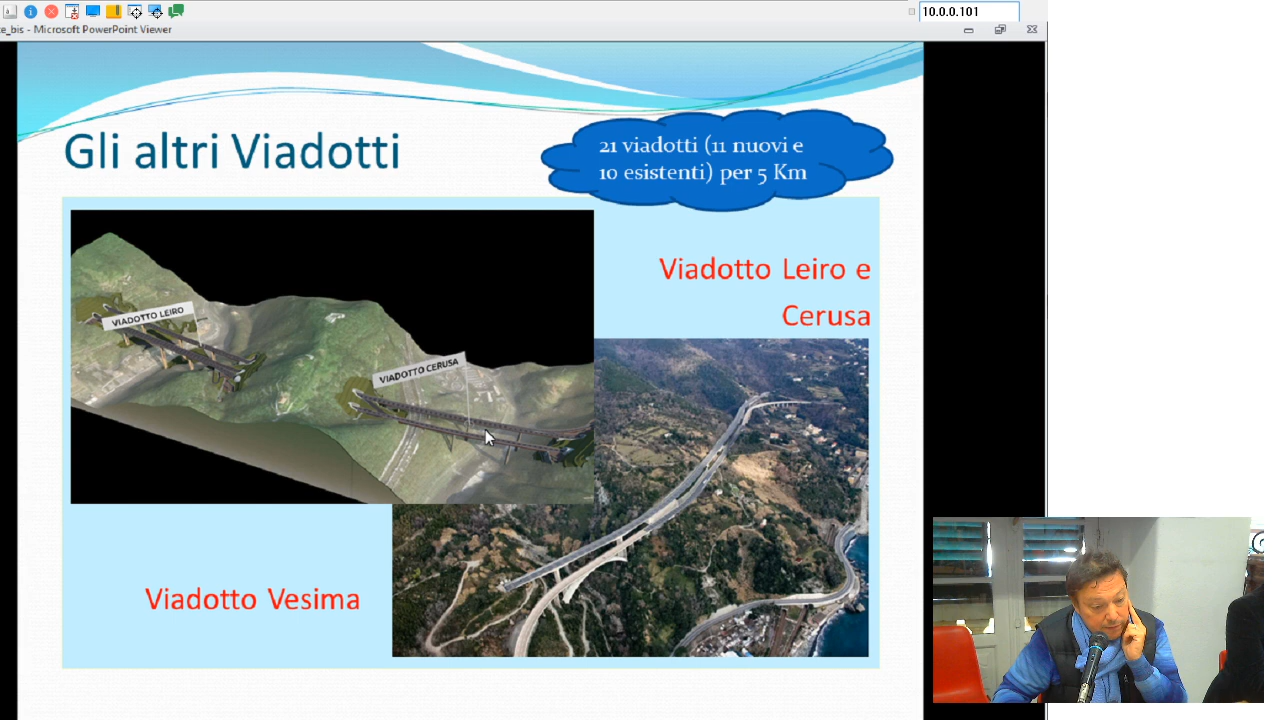 10.0.0.101
te_bis - Microsoft PowerPoint Viewer
Gli altri Viadotti
21 viadotti (11 nuovi e
10 esistenti) per 5 Km
Viadotto Leiro e
Cerusa
VIADOTTO LEIRO
VIADOTTO CERUSA
Viadotto Vesima